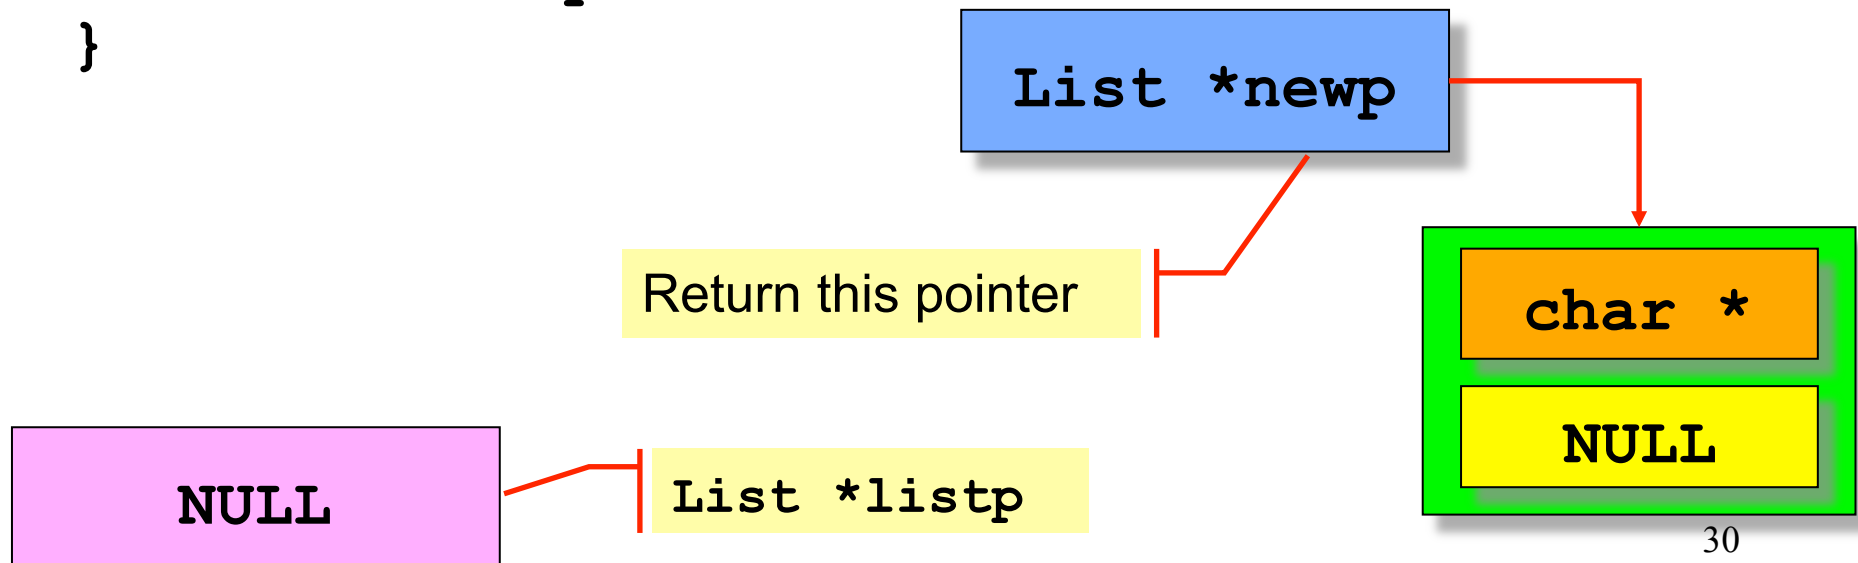 }
List *newp
Return this pointer
char *
NULL
NULL
List *listp
30